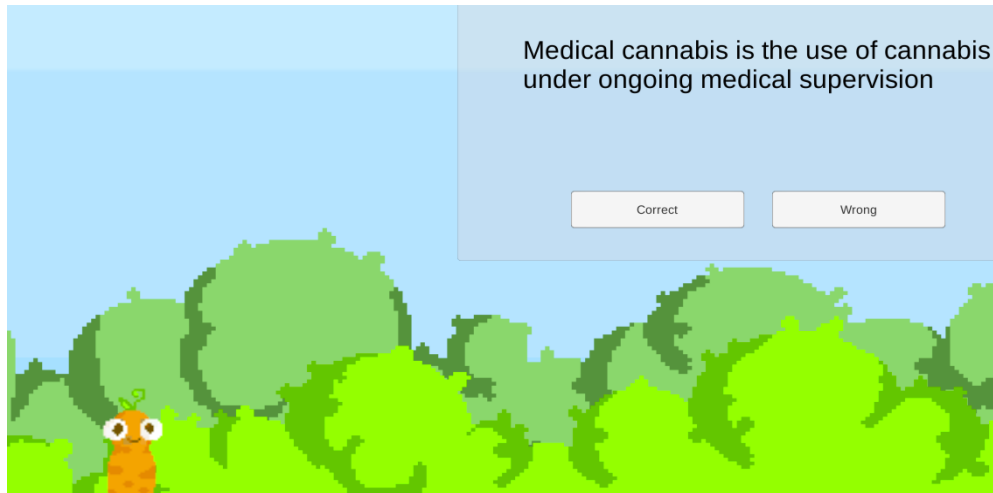 Medical cannabis is the use of cannabis
under ongoing medical supervision
Correct
Wrong